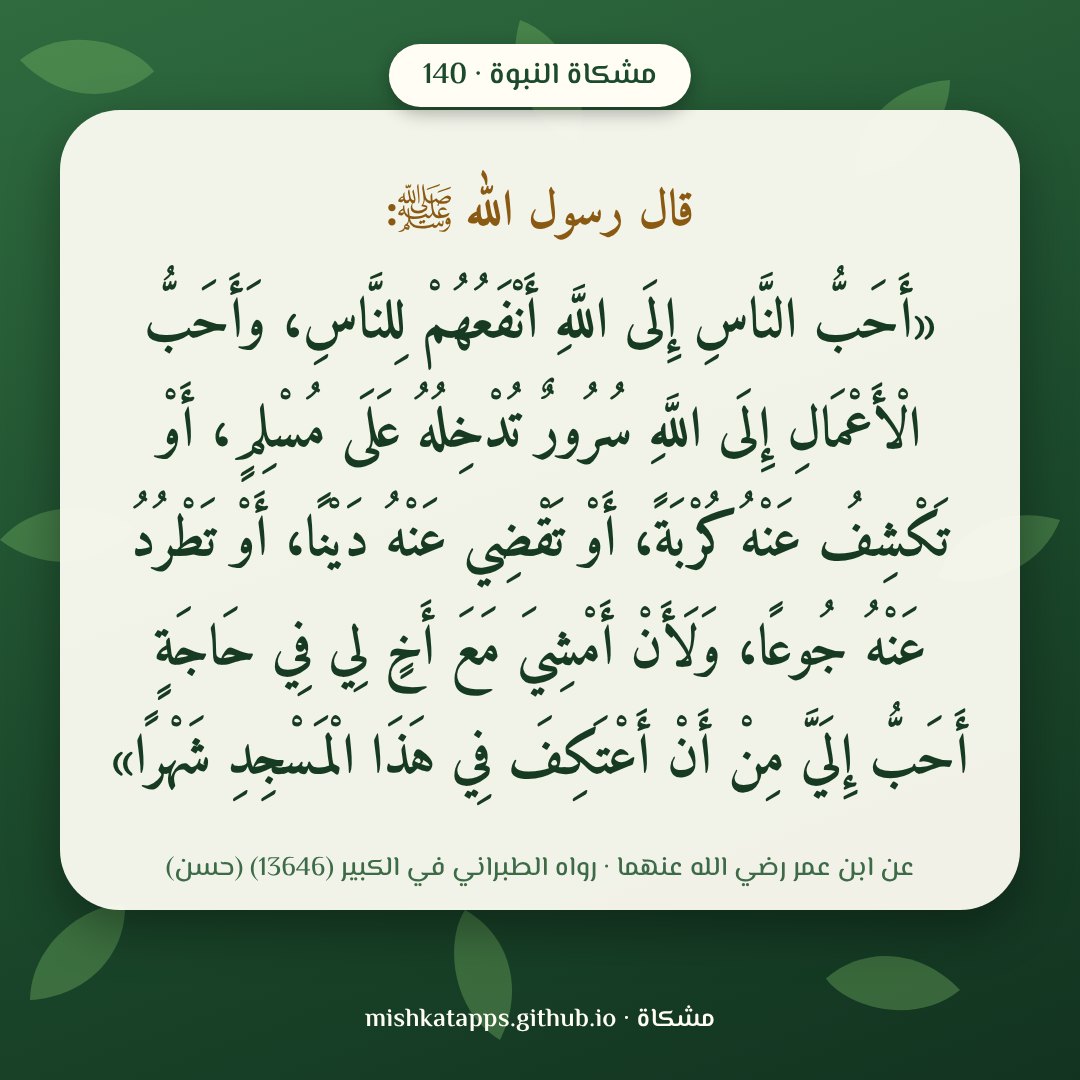 مشكاة النبوة · 140
قال رسول الله ﷺ:
«أَحَبُّ النَّاسِ إِلَى اللَّهِ أَنْفَعُهُمْ لِلنَّاسِ، وَأَحَبُّ
الْأَعْمَالِ إِلَى اللَّهِ سُرُورٌ تُدْخِلُهُ عَلَى مُسْلِمٍ، أَوْ
تَكْشِفُ عَنْهُ كُرْبَةً، أَوْ تَقْضِي عَنْهُ دَيْنًا، أَوْ تَطْرُدُ
عَنْهُ جُوعًا، وَلَأَنْ أَمْشِيَ مَعَ أَخٍ لِي فِي حَاجَةٍ
أَحَبُّ إِلَيَّ مِنْ أَنْ أَعْتَكِفَ فِي هَذَا الْمَسْجِدِ شَهْرًا»
عن ابن عمر رضي الله عنهما · رواه الطبراني في الكبير (13646) (حسن)
مشكاة · mishkatapps.github.io